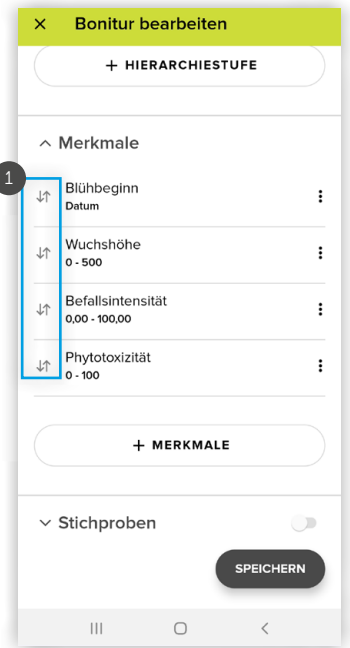 Bonitur bearbeiten
+ HIERARCHIESTUFE
Merkmale
1
Blühbeginn
Datum
Wuchshöhe
0 - 500
Befallsintensität
0,00 - 100,00
Phytotoxizität
0 - 100
+ MERKMALE
Stichproben
SPEICHERN